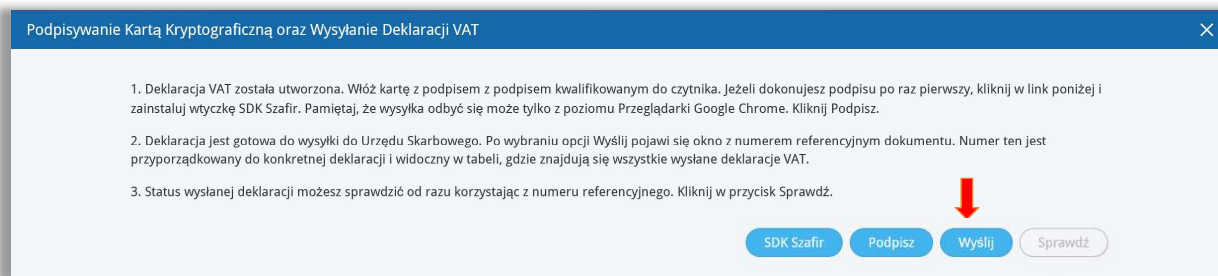 Podpisywanie Kartą Kryptograficzną oraz Wysyłanie Deklaracji VAT
1. Deklaracja VAT została utworzona. Włóż kartę z podpisem z podpisem kwalifikowanym do czytnika. Jeżeli dokonujesz podpisu po raz pierwszy, kliknij w link poniżej i
zainstaluj wtyczkę SDK Szafir. Pamiętaj, że wysyłka odbyć się może tylko z poziomu Przeglądarki Google Chrome. Kliknij Podpisz.
2. Deklaracja jest gotowa do wysyłki do Urzędu Skarbowego. Po wybraniu opcji Wyślij pojawi się okno z numerem referencyjnym dokumentu. Numer ten jest
przyporządkowany do konkretnej deklaracji i widoczny w tabeli, gdzie znajdują się wszystkie wysłane deklaracje VAT.
3. Status wysłanej deklaracji możesz sprawdzić od razu korzystając z numeru referencyjnego. Kliknij w przycisk Sprawdź.
SDK Szafir Podpisz Wyślij Sprawdź